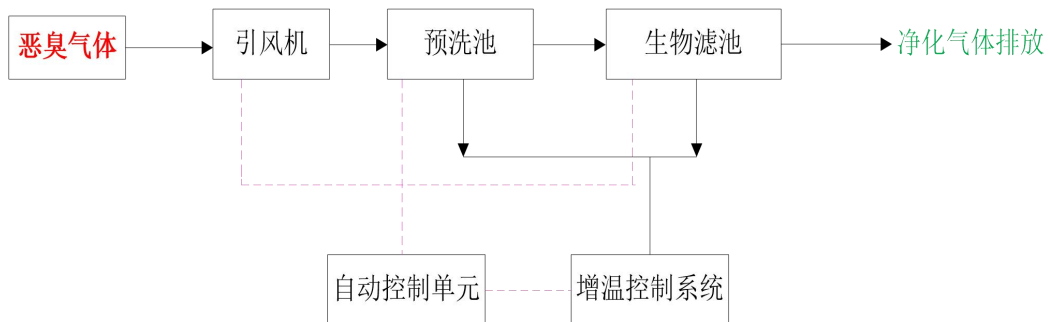 恶臭气体
引风机
预洗池
生物滤池
净化气体排放
自动控制单元
增温控制系统